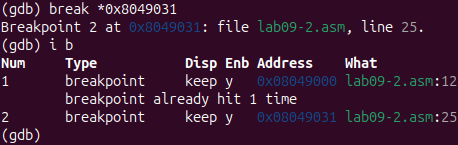 (gdb) break *0x8049031
Breakpoint 2 at 0x8049031: file lab09-2.asm, line 25.
(gdb) i b
Num     Type           Disp Enb Address    What
1       breakpoint     keep y   0x08049000 lab09-2.asm:12
        breakpoint already hit 1 time
2       breakpoint     keep y   0x08049031 lab09-2.asm:25
(gdb)